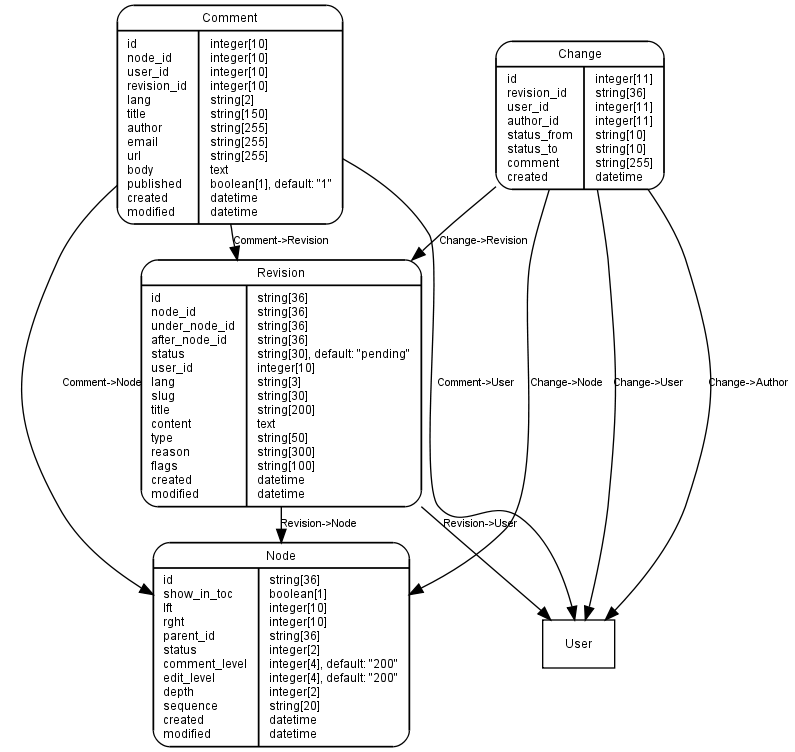 Comment
id integer[10]
node_id integer[10]
user_id integer[10]
revision_id integer[10]
lang string[2]
title string[150]
author string[255]
email string[255]
url string[255]
body text
published boolean[1], default: "1"
created datetime
modified datetime
Change
id integer[11]
revision_id string[36]
user_id integer[11]
author_id integer[11]
status_from string[10]
status_to string[10]
comment string[255]
created datetime
Comment->Revision
Change->Revision
Revision
id string[36]
node_id string[36]
under_node_id string[36]
after_node_id string[36]
status string[30], default: "pending"
user_id integer[10]
lang string[3]
slug string[30]
title string[200]
content text
type string[50]
reason string[300]
flags string[100]
created datetime
modified datetime
Comment->Node
Comment->User
Change->Node
Change->User
Change->Author
Revision->Node
Revision->User
Node
id string[36]
show_in_toc boolean[1]
lft integer[10]
rght integer[10]
parent_id string[36]
status integer[2]
comment_level integer[4], default: "200"
edit_level integer[4], default: "200"
depth integer[2]
sequence string[20]
created datetime
modified datetime
User